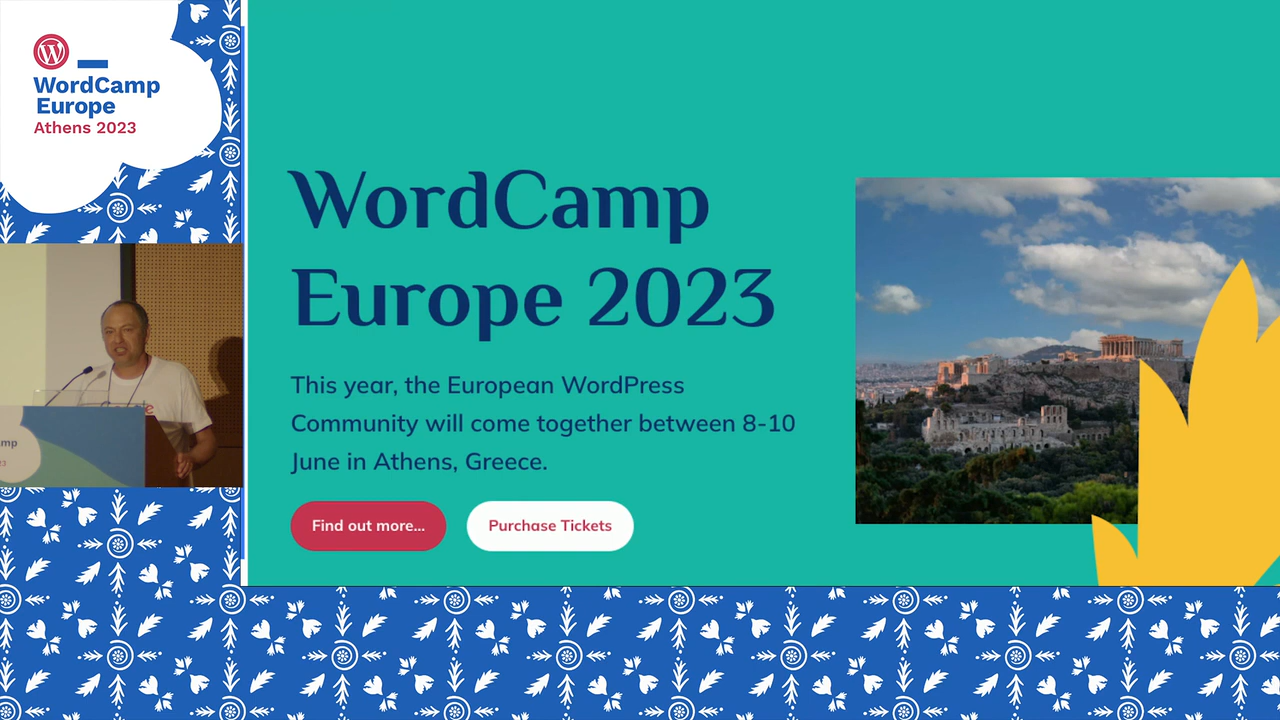 WordCamp
Europe
Athens 2023
WordCamp
Europe 2023
This year, the European WordPress
Community will come together between 8-10
June in Athens, Greece.
Find out more...
Purchase Tickets